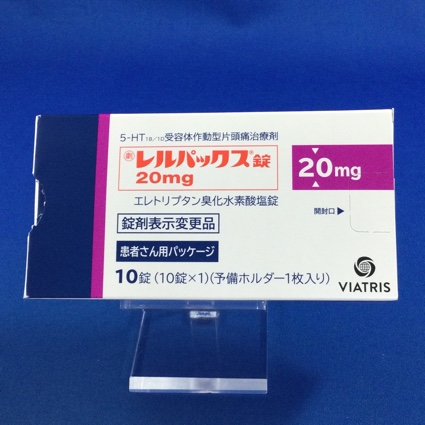 5-HT1B/1D受容体作動型片頭痛治療剤
劇 レルパックス®錠
20mg
20mg
エレトリプタン臭化水素酸塩錠
開封口▶
錠剤表示変更品
患者さん用パッケージ
10錠(10錠×1)(予備ホルダー1枚入り)
VIATRIS